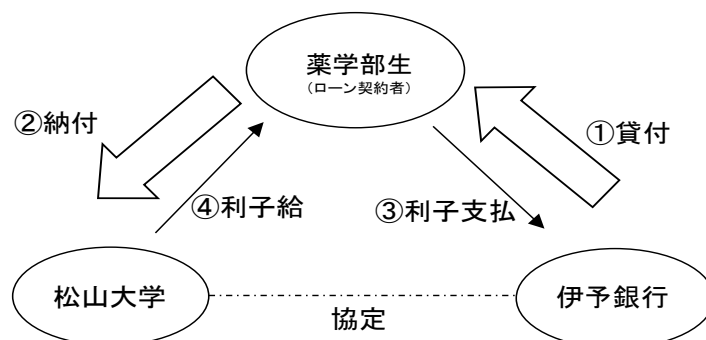 薬学部生
(ローン契約者)
②納付
①貸付
④利子給
③利子支払
松山大学
伊予銀行
協定